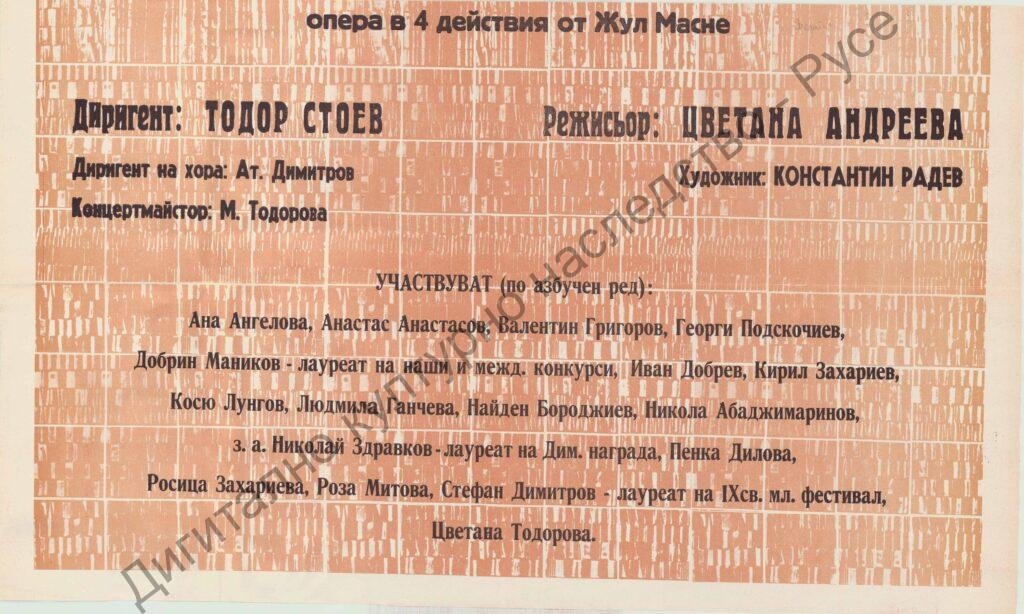 опера в 4 действия от Жул Масне
Диригент: ТОДОР СТОЕВ
Режисьор: ЦВЕТАНА АНДРЕЕВА
Диригент на хора: Ат. Димитров
Художник: КОНСТАНТИН РАДЕВ
Концертмайстор: М. Тодорова
УЧАСТВУВАТ (по азбучен ред):
Ана Ангелова, Анастас Анастасов, Валентин Григоров, Георги Подскочиев,
Добрин Маников - лауреат на наши и межд. конкурси, Иван Добрев, Кирил Захариев,
Косю Лунгов, Людмила Ганчева, Найден Бороджиев, Никола Абаджимаринов,
з. а. Николай Здравков - лауреат на Дим. награда, Пенка Дилова,
Росица Захариева, Роза Митова, Стефан Димитров - лауреат на IXсв. мл. фестивал,
Цветана Тодорова.
Дигитално културно наследство - Русе